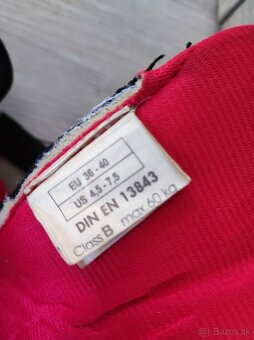 EU 36 - 40
US 4,5 - 7,5
DIN EN 13843
Class B max 60 kg
Bazos.sk